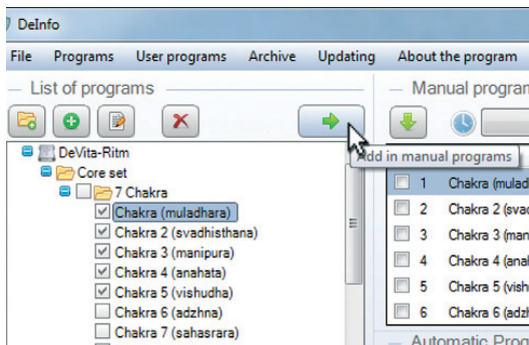 DeInfo
File Programs User programs Archive Updating About the program
List of programs
Manual program
Add in manual programs
DeVita-Ritm
Core set
7 Chakra
Chakra (muladhara)
Chakra 2 (svadhisthana)
Chakra 3 (manipura)
Chakra 4 (anahata)
Chakra 5 (vishudha)
Chakra 6 (adzhna)
Chakra 7 (sahasrara)
1 Chakra (mulad
2 Chakra 2 (svad
3 Chakra 3 (man
4 Chakra 4 (anah
5 Chakra 5 (vish
6 Chakra 6 (adzh
Automatic Prog